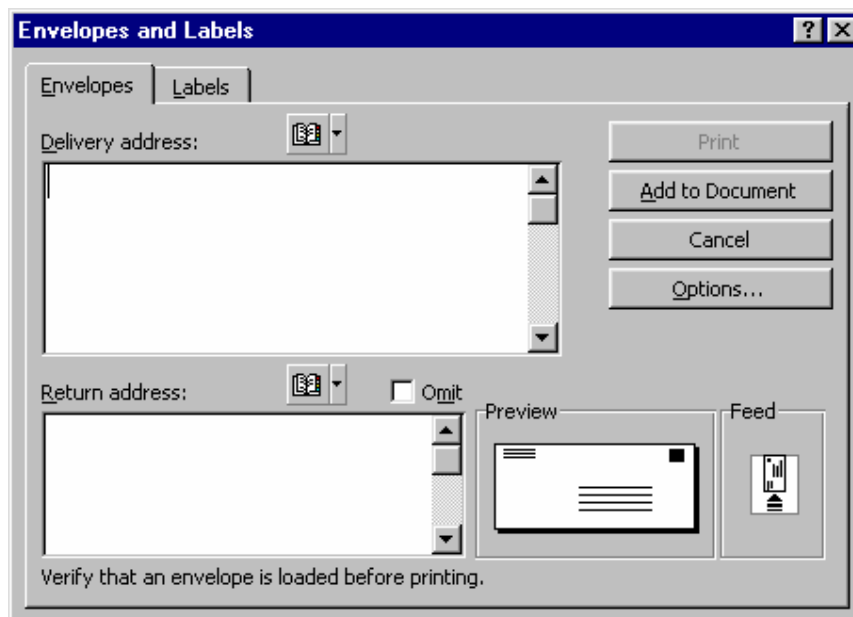 Envelopes and Labels
Envelopes
Labels
Delivery address:
Print
Add to Document
Cancel
Options...
Return address:
Omit
Preview
Feed
Verify that an envelope is loaded before printing.